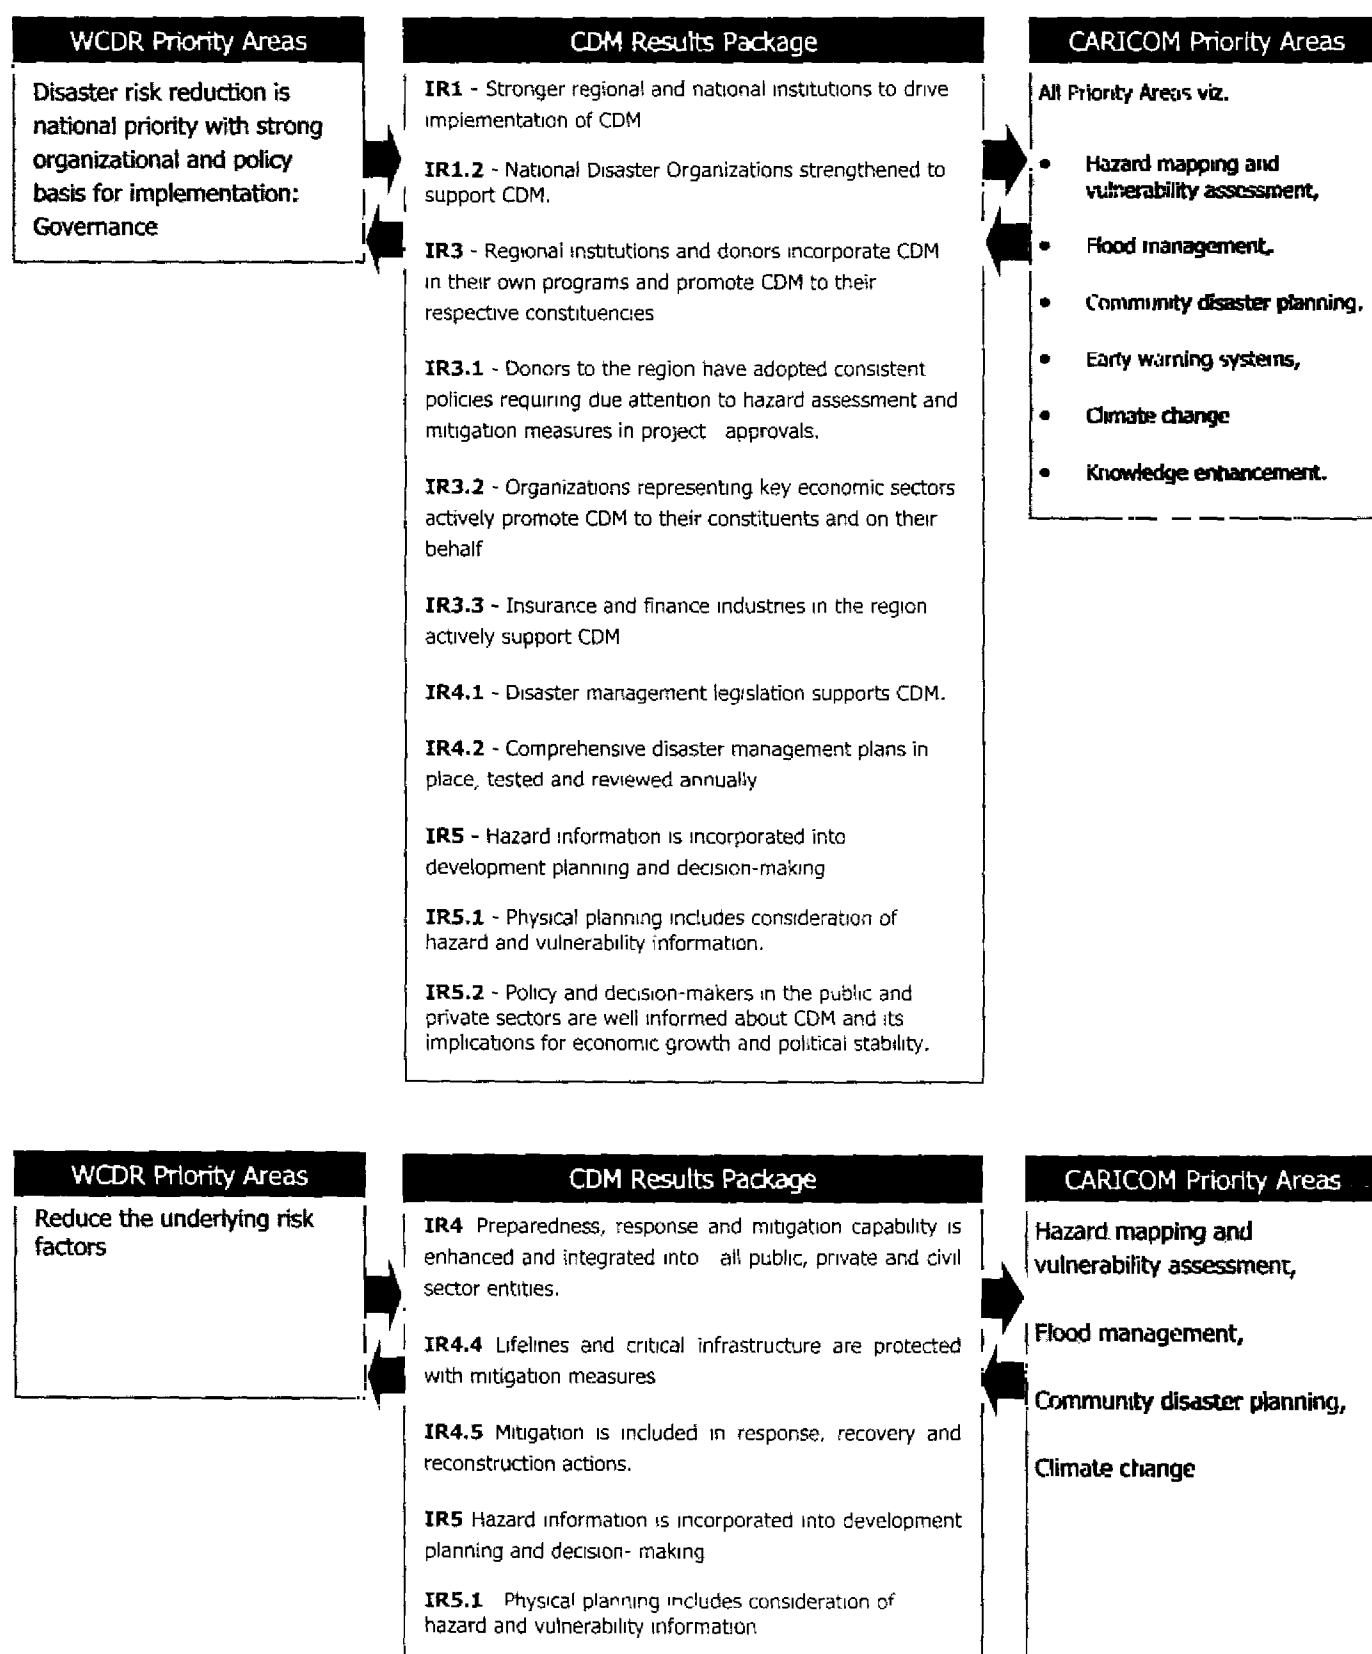 WCDR Priority Areas
Disaster risk reduction is
national priority with strong
organizational and policy
basis for implementation:
Governance
CDM Results Package
IR1 - Stronger regional and national institutions to drive
implementation of CDM
IR1.2 - National Disaster Organizations strengthened to
support CDM.
IR3 - Regional institutions and donors incorporate CDM
in their own programs and promote CDM to their
respective constituencies
IR3.1 - Donors to the region have adopted consistent
policies requiring due attention to hazard assessment and
mitigation measures in project approvals.
IR3.2 - Organizations representing key economic sectors
actively promote CDM to their constituents and on their
behalf
IR3.3 - Insurance and finance industries in the region
actively support CDM
IR4.1 - Disaster management legislation supports CDM.
IR4.2 - Comprehensive disaster management plans in
place, tested and reviewed annually
IR5 - Hazard information is incorporated into
development planning and decision-making
IR5.1 - Physical planning includes consideration of
hazard and vulnerability information.
IR5.2 - Policy and decision-makers in the public and
private sectors are well informed about CDM and its
implications for economic growth and political stability.
CARICOM Priority Areas
All Priority Areas viz.
• Hazard mapping and
vulnerability assessment,
• Flood management,
• Community disaster planning,
• Early warning systems,
• Climate change
• Knowledge enhancement.
WCDR Priority Areas
Reduce the underlying risk
factors
CDM Results Package
IR4 Preparedness, response and mitigation capability is
enhanced and integrated into all public, private and civil
sector entities.
IR4.4 Lifelines and critical infrastructure are protected
with mitigation measures
IR4.5 Mitigation is included in response, recovery and
reconstruction actions.
IR5 Hazard information is incorporated into development
planning and decision- making
IR5.1 Physical planning includes consideration of
hazard and vulnerability information
CARICOM Priority Areas
Hazard mapping and
vulnerability assessment,
Flood management,
Community disaster planning,
Climate change